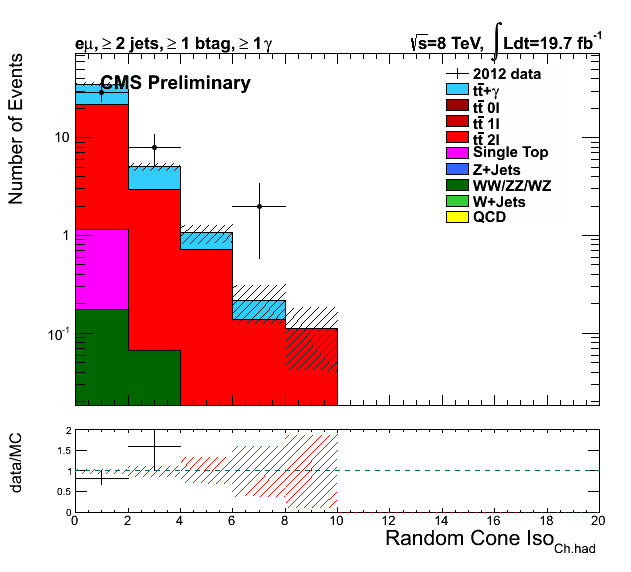 eμ, ≥ 2 jets, ≥ 1 btag, ≥ 1γ
√s=8 TeV, ∫ Ldt=19.7 fb⁻¹
CMS Preliminary
2012 data
tt̄+γ
tt̄ 0l
tt̄ 1l
tt̄ 2l
Single Top
Z+Jets
WW/ZZ/WZ
W+Jets
QCD
Number of Events
10
1
10⁻¹
data/MC
2
1.5
1
0.5
0
0 2 4 6 8 10 12 14 16 18 20
Random Cone Iso_Ch.had